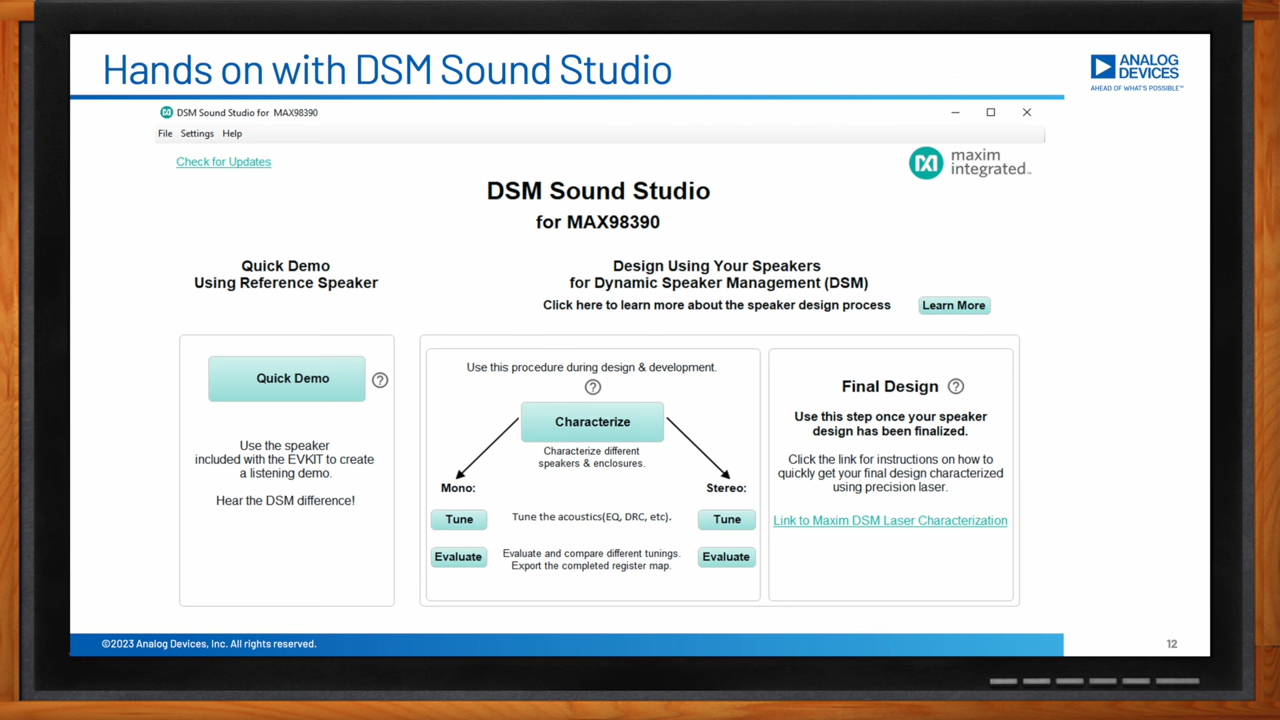 Hands on with DSM Sound Studio
ANALOG
DEVICES
AHEAD OF WHAT'S POSSIBLE™
DSM Sound Studio for MAX98390
File Settings Help
Check for Updates
maxim
integrated™
DSM Sound Studio
for MAX98390
Quick Demo
Using Reference Speaker
Design Using Your Speakers
for Dynamic Speaker Management (DSM)
Click here to learn more about the speaker design process
Learn More
Quick Demo
?
Use the speaker
included with the EVKIT to create
a listening demo.
Hear the DSM difference!
Use this procedure during design & development.
?
Characterize
Characterize different
speakers & enclosures.
Mono:
Stereo:
Tune
Tune the acoustics(EQ, DRC, etc).
Tune
Evaluate
Evaluate and compare different tunings.
Export the completed register map.
Evaluate
Final Design ?
Use this step once your speaker
design has been finalized.
Click the link for instructions on how to
quickly get your final design characterized
using precision laser.
Link to Maxim DSM Laser Characterization
©2023 Analog Devices, Inc. All rights reserved.
12